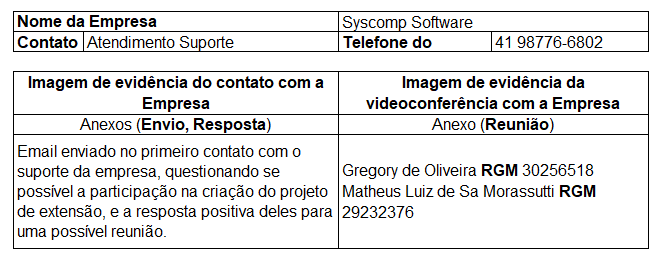 Nome da Empresa Syscomp Software
Contato Atendimento Suporte Telefone do 41 98776-6802
Imagem de evidência do contato com a
Empresa
Imagem de evidência da
videoconferência com a Empresa
Anexos (Envio, Resposta)
Anexo (Reunião)
Email enviado no primeiro contato com o
suporte da empresa, questionando se
possível a participação na criação do projeto
de extensão, e a resposta positiva deles para
uma possível reunião.
Gregory de Oliveira RGM 30256518
Matheus Luiz de Sa Morassutti RGM
29232376